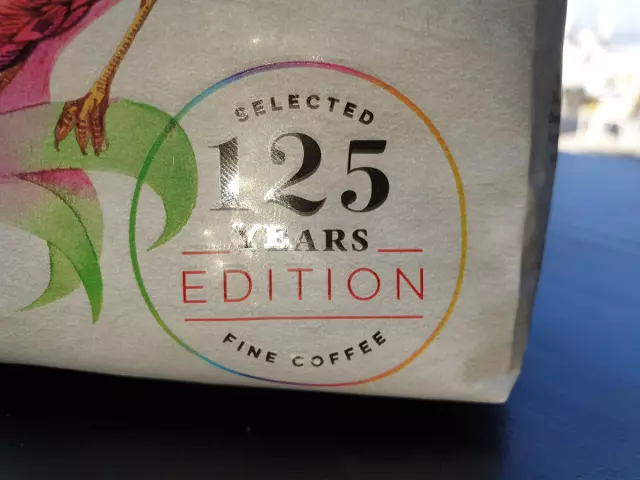 SELECTED
125
YEARS
EDITION
FINE COFFEE